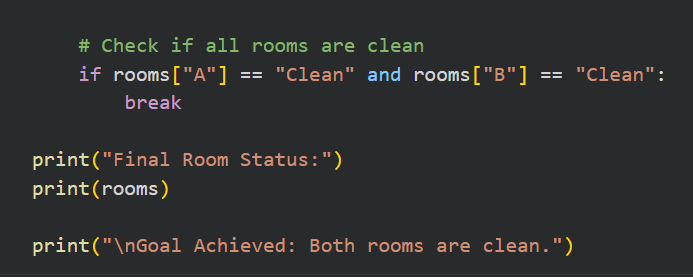 # Check if all rooms are clean
    if rooms["A"] == "Clean" and rooms["B"] == "Clean":
        break
print("Final Room Status:")
print(rooms)
print("\nGoal Achieved: Both rooms are clean.")